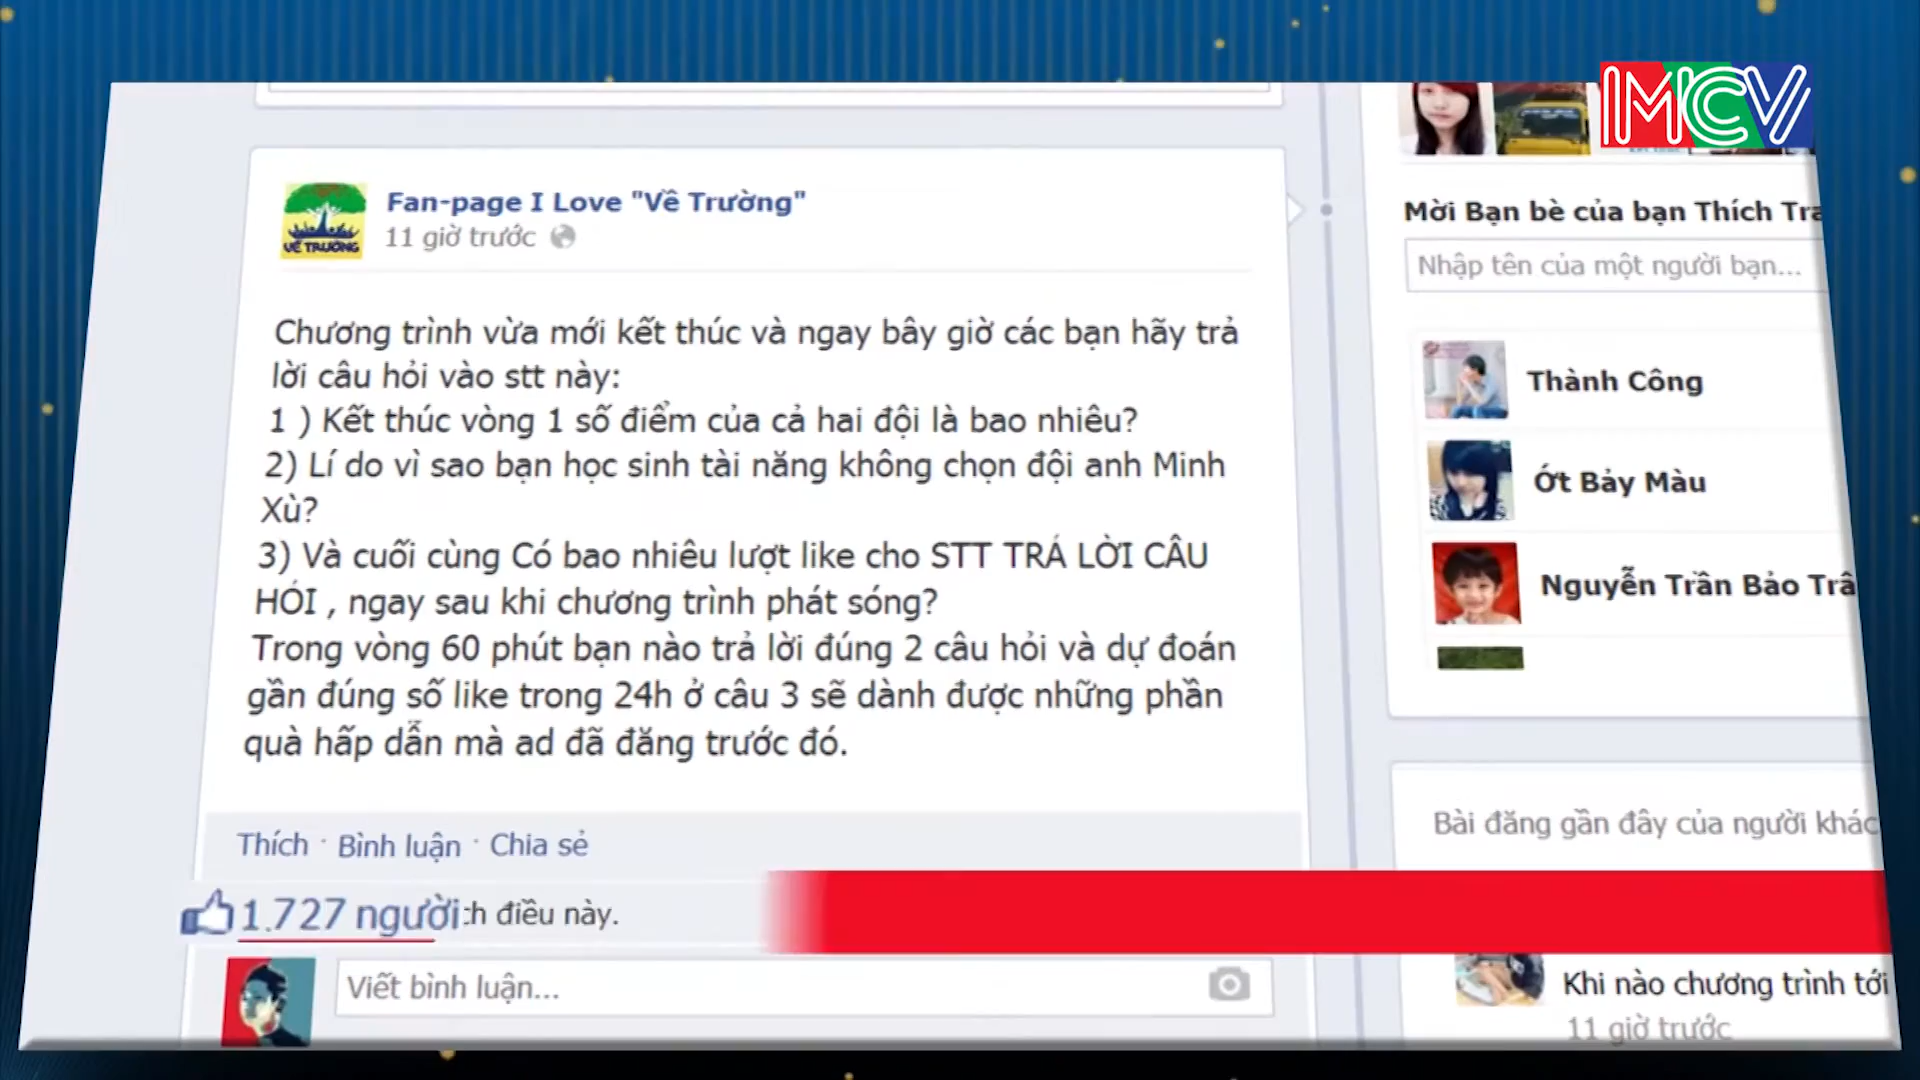 MCV
Fan-page I Love "Về Trường"
11 giờ trước
VỀ TRƯỜNG
Chương trình vừa mới kết thúc và ngay bây giờ các bạn hãy trả
lời câu hỏi vào stt này:
1 ) Kết thúc vòng 1 số điểm của cả hai đội là bao nhiêu?
2) Lí do vì sao bạn học sinh tài năng không chọn đội anh Minh
Xù?
3) Và cuối cùng Có bao nhiêu lượt like cho STT TRẢ LỜI CÂU
HỎI , ngay sau khi chương trình phát sóng?
Trong vòng 60 phút bạn nào trả lời đúng 2 câu hỏi và dự đoán
gần đúng số like trong 24h ở câu 3 sẽ dành được những phần
quà hấp dẫn mà ad đã đăng trước đó.
Thích · Bình luận · Chia sẻ
1.727 người ch điều này.
Viết bình luận...
Mời Bạn bè của bạn Thích Tra
Nhập tên của một người bạn...
Thành Công
Ớt Bảy Màu
Nguyễn Trần Bảo Trâ
Bài đăng gần đây của người khác
Khi nào chương trình tới
11 giờ trước